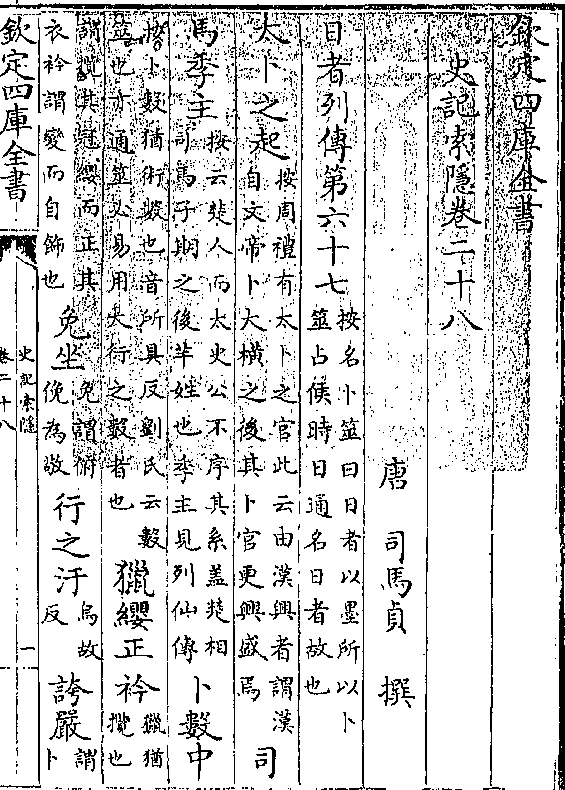 欽定四庫全書
史記索隱卷二十八
唐 司馬貞 撰
日者列傳第六十七 按名卜筮曰日者以墨所以卜筮占候時日通名日者故也
太卜之起 按周禮有太卜之官此云由漢興者謂漢自文帝卜大橫之後其卜官更興盛焉 司
馬季主 按云楚人而太史公不序其系蓋楚相司馬子期之後芊姓也季主見列仙傳 卜數中
按卜數猶術數也音所具反劉氏云數筮也亦通筮必易用大衍之數者也 獵纓正衿 獵猶攬也
謂攬其冠纓而正其衣衿謂變而自飾也 免坐 免謂俯俛為敬 行之汙 烏故反 誇嚴 謂卜
欽定四庫全書
史記索隱
卷二十八
一